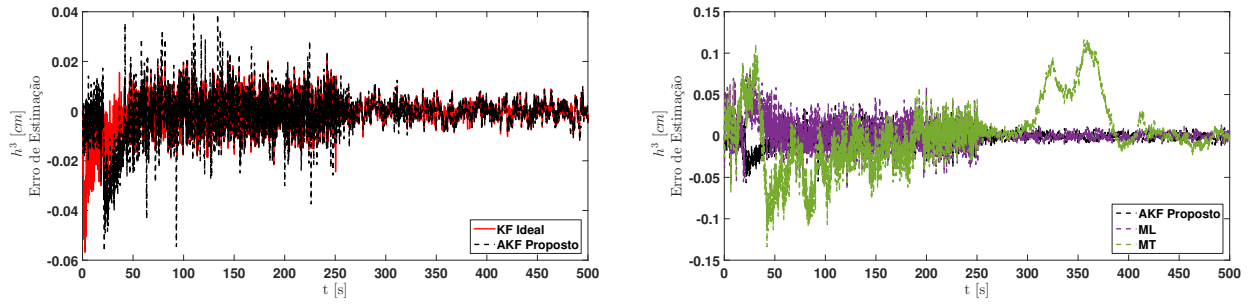 0.04
0.02
0
-0.02
-0.04
-0.06
h³ [cm]
Erro de Estimação
0 50 100 150 200 250 300 350 400 450 500
t [s]
KF Ideal
AKF Proposto
0.15
0.1
0.05
0
-0.05
-0.1
-0.15
h³ [cm]
Erro de Estimação
0 50 100 150 200 250 300 350 400 450 500
t [s]
AKF Proposto
ML
MT